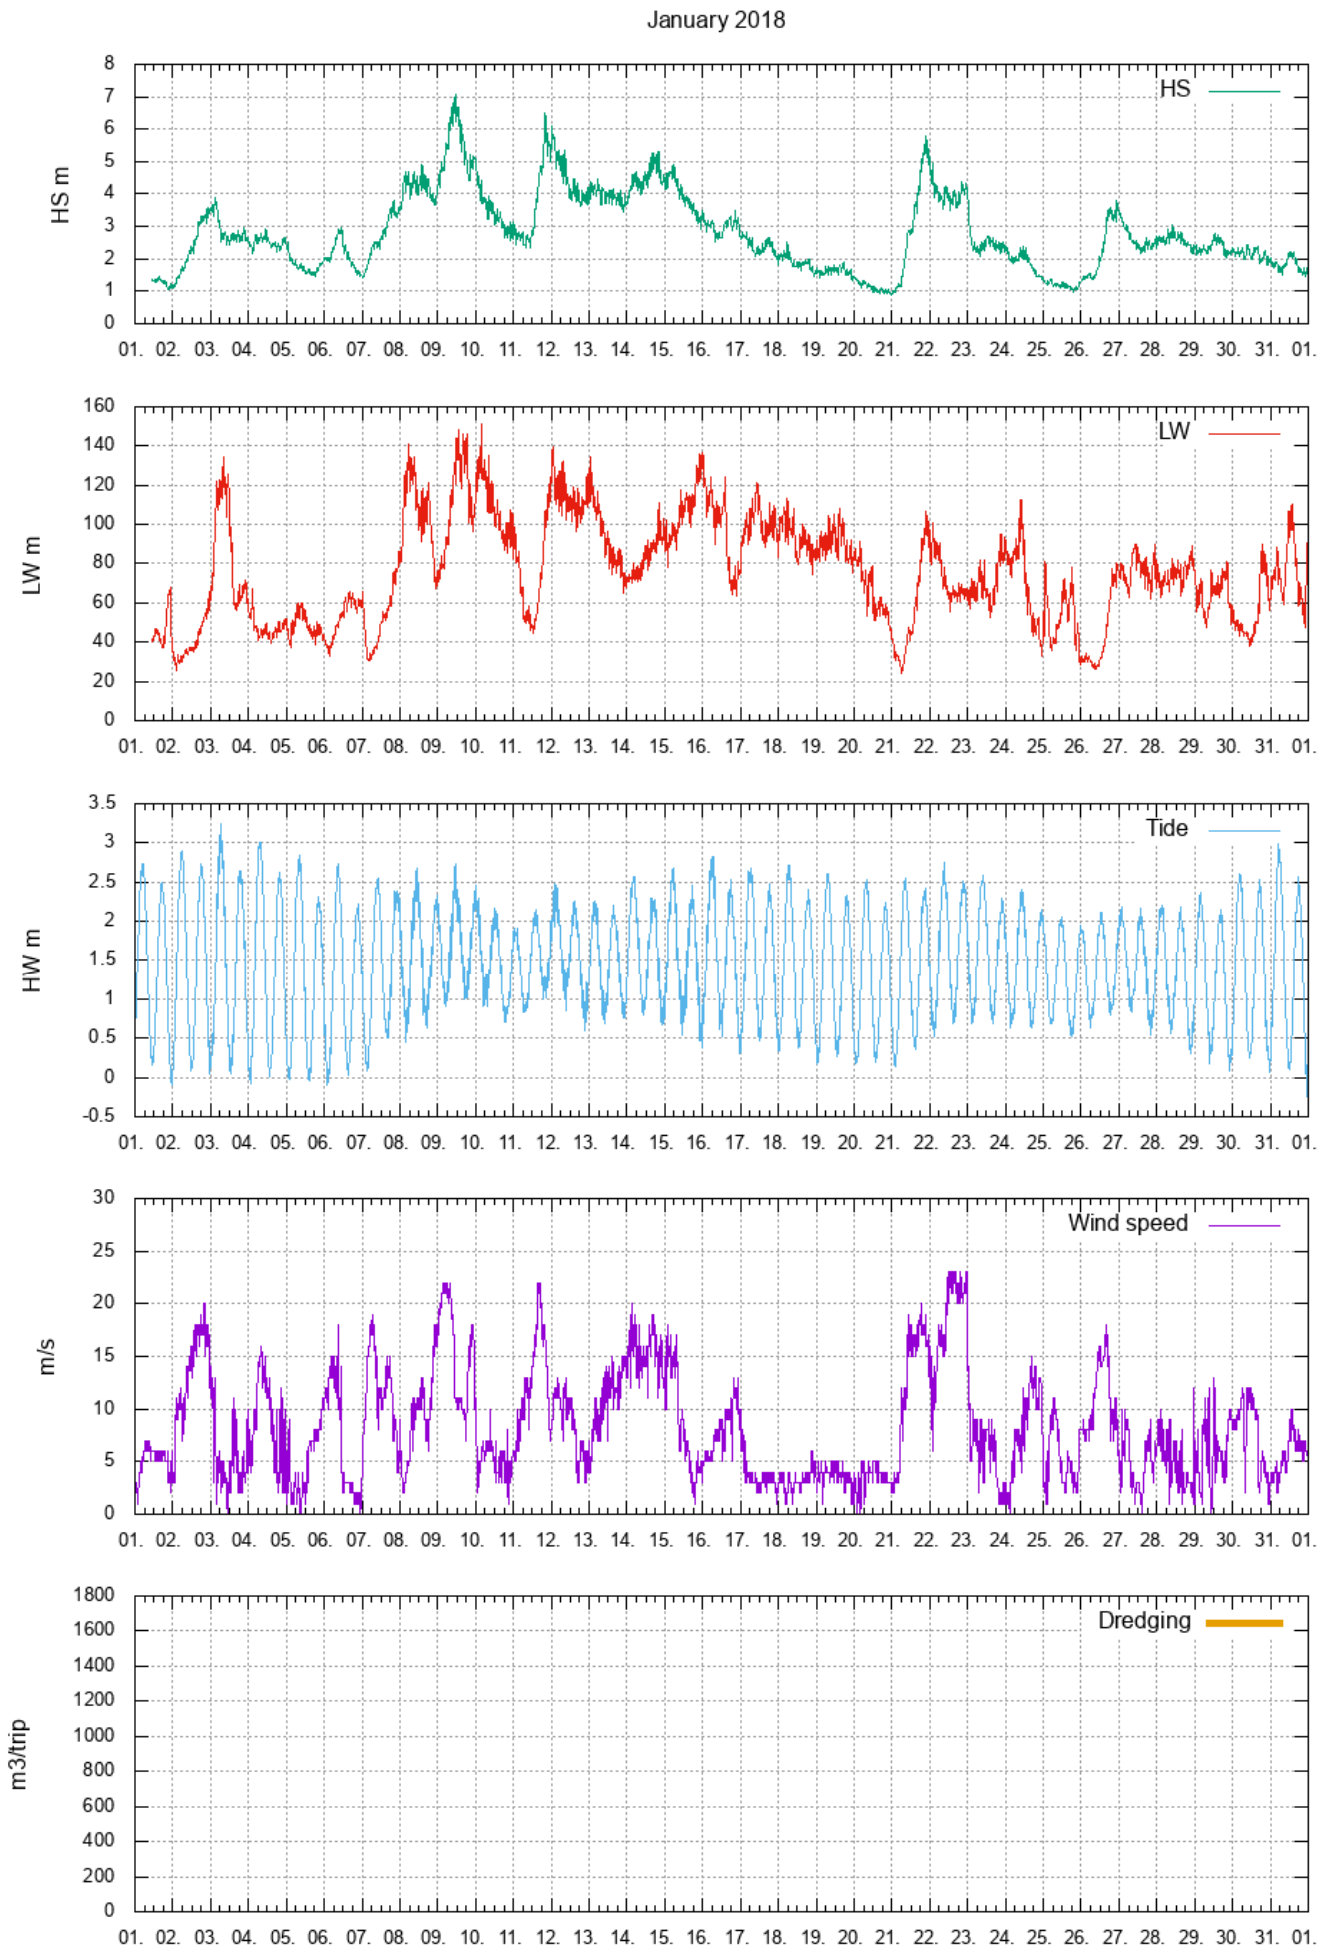 January 2018
8
HS
7
6
5
4
3
2
1
0
HS m
01. 02. 03. 04. 05. 06. 07. 08. 09. 10. 11. 12. 13. 14. 15. 16. 17. 18. 19. 20. 21. 22. 23. 24. 25. 26. 27. 28. 29. 30. 31. 01.
160
LW
140
120
100
80
60
40
20
0
LW m
01. 02. 03. 04. 05. 06. 07. 08. 09. 10. 11. 12. 13. 14. 15. 16. 17. 18. 19. 20. 21. 22. 23. 24. 25. 26. 27. 28. 29. 30. 31. 01.
3.5
Tide
3
2.5
2
1.5
1
0.5
0
-0.5
HW m
01. 02. 03. 04. 05. 06. 07. 08. 09. 10. 11. 12. 13. 14. 15. 16. 17. 18. 19. 20. 21. 22. 23. 24. 25. 26. 27. 28. 29. 30. 31. 01.
30
Wind speed
25
20
15
10
5
0
m/s
01. 02. 03. 04. 05. 06. 07. 08. 09. 10. 11. 12. 13. 14. 15. 16. 17. 18. 19. 20. 21. 22. 23. 24. 25. 26. 27. 28. 29. 30. 31. 01.
1800
Dredging
1600
1400
1200
1000
800
600
400
200
0
m3/trip
01. 02. 03. 04. 05. 06. 07. 08. 09. 10. 11. 12. 13. 14. 15. 16. 17. 18. 19. 20. 21. 22. 23. 24. 25. 26. 27. 28. 29. 30. 31. 01.